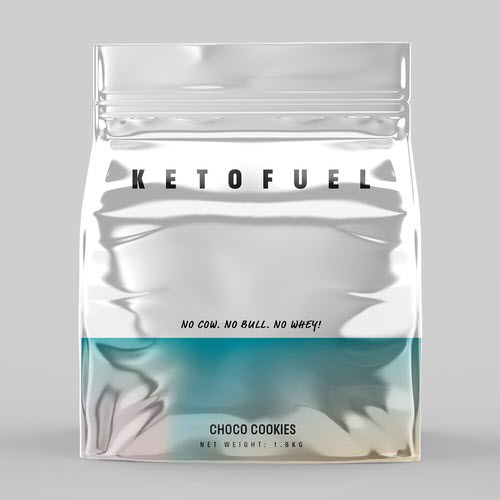 KETOFUEL
NO COW. NO BULL. NO WHEY!
CHOCO COOKIES
NET WEIGHT: 1.8KG